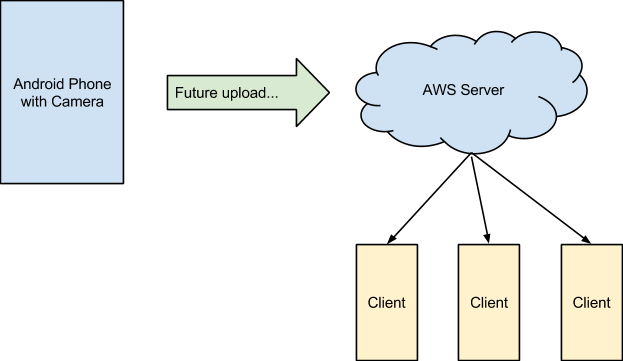 Android Phone
with Camera
Future upload...
AWS Server
Client
Client
Client